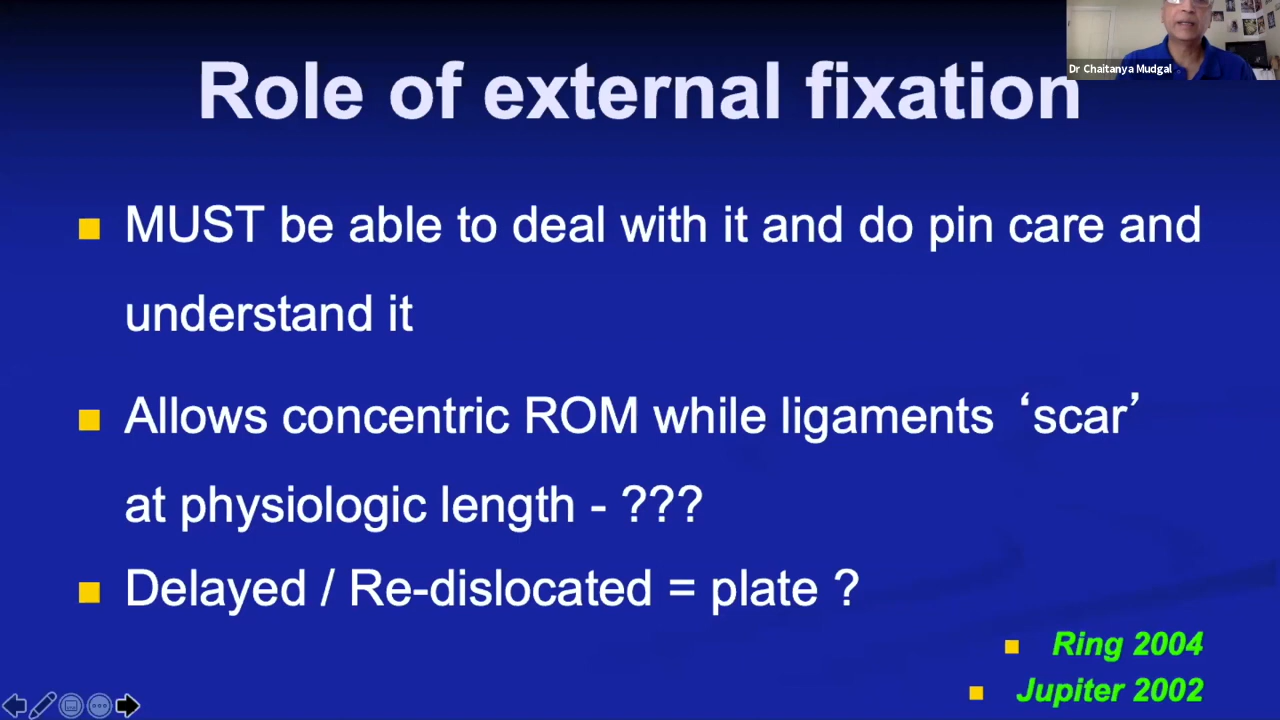 Dr Chaitanya Mudgal
Role of external fixation
MUST be able to deal with it and do pin care and
understand it
Allows concentric ROM while ligaments ‘scar’
at physiologic length - ???
Delayed / Re-dislocated = plate ?
Ring 2004
Jupiter 2002